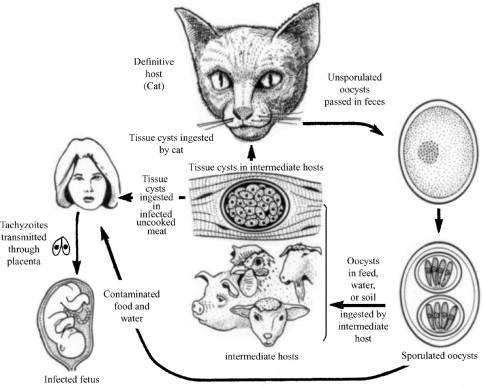 Definitive
host
(Cat)
Unsporulated
oocysts
passed in feces
Tissue cysts ingested
by cat
Tissue cysts in intermediate hosts
Tissue
cysts
ingested
in
infected
uncooked
meat
Tachyzoites
transmitted
through
placenta
Oocysts
in feed,
water,
or soil
ingested by
intermediate
host
Contaminated
food and
water
intermediate hosts
Sporulated oocysts
Infected fetus